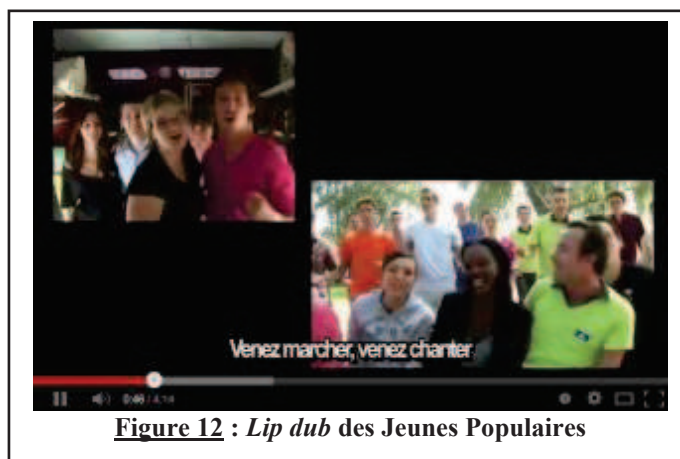 Venez marcher, venez chanter
0:46 / 4:14
Figure 12 : Lip dub des Jeunes Populaires